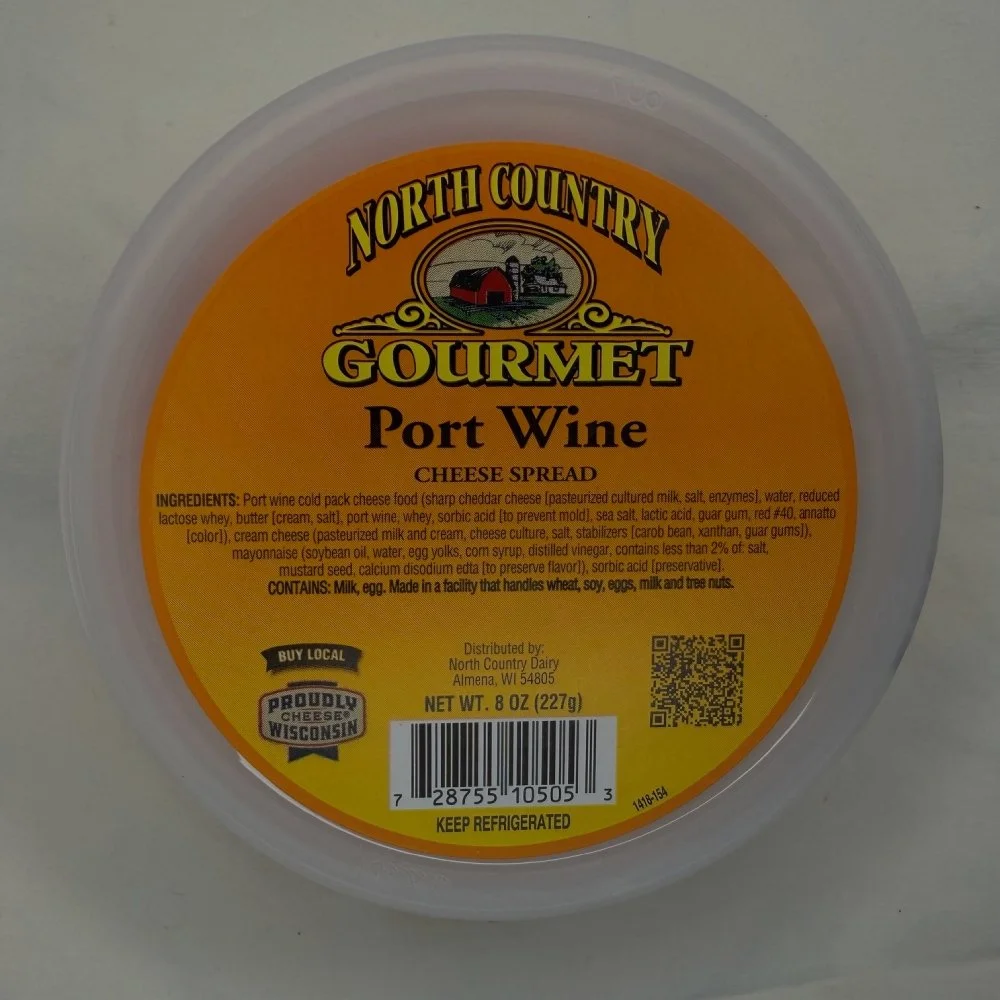 NORTH COUNTRY
GOURMET
Port Wine
CHEESE SPREAD
INGREDIENTS: Port wine cold pack cheese food (sharp cheddar cheese [pasteurized cultured milk, salt, enzymes], water, reduced
lactose whey, butter [cream, salt], port wine, whey, sorbic acid [to prevent mold], sea salt, lactic acid, guar gum, red #40, annatto
[color]), cream cheese (pasteurized milk and cream, cheese culture, salt, stabilizers [carob bean, xanthan, guar gums]),
mayonnaise (soybean oil, water, egg yolks, corn syrup, distilled vinegar, contains less than 2% of: salt,
mustard seed, calcium disodium edta [to preserve flavor]), sorbic acid [preservative].
CONTAINS: Milk, egg. Made in a facility that handles wheat, soy, eggs, milk and tree nuts.
BUY LOCAL
PROUDLY
CHEESE®
WISCONSIN
Distributed by:
North Country Dairy
Almena, WI 54805
NET WT. 8 OZ (227g)
7 28755 10505 3
1418-154
KEEP REFRIGERATED